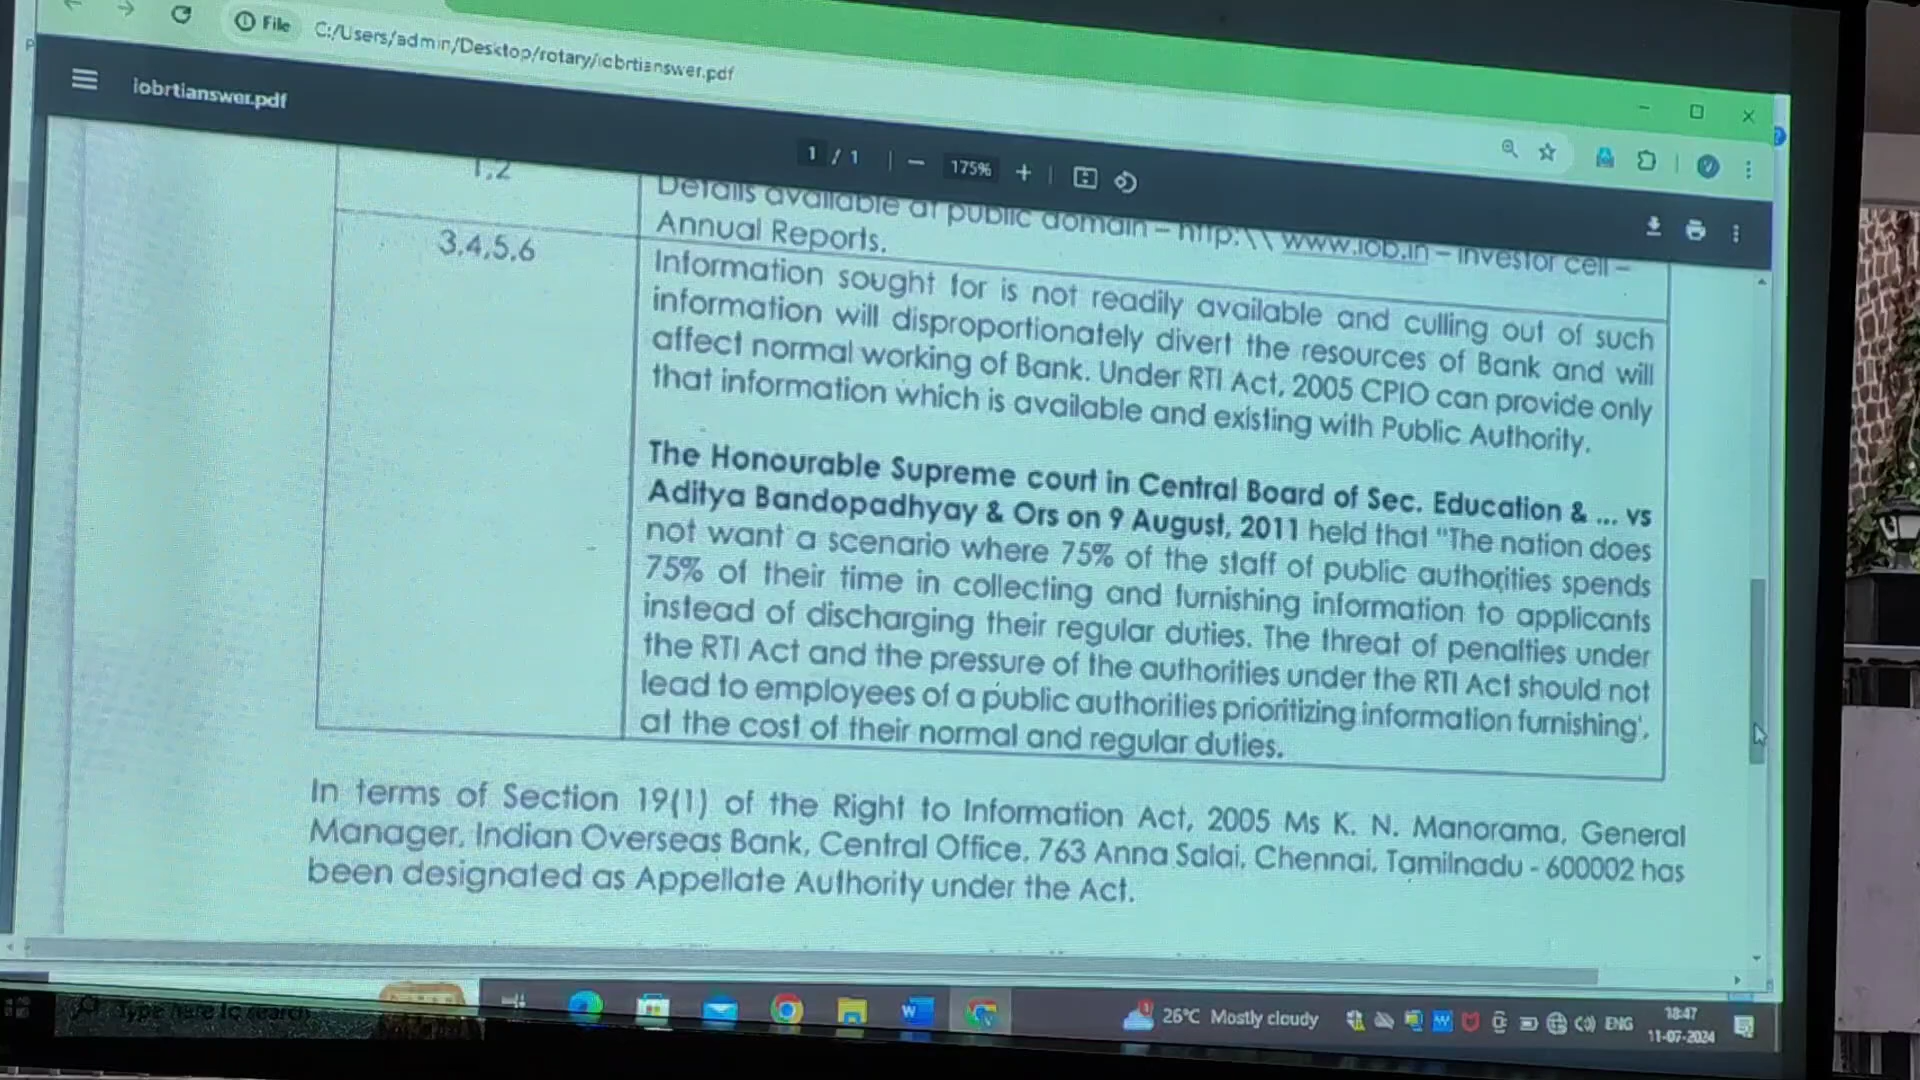 File C:/Users/admin/Desktop/rotary/iobrtianswer.pdf
iobrtianswer.pdf
1 / 1 175%
1,2
Details available at public domain – http:\\ www.iob.in – investor cell –
Annual Reports.
3,4,5,6
Information sought for is not readily available and culling out of such
information will disproportionately divert the resources of Bank and will
affect normal working of Bank. Under RTI Act, 2005 CPIO can provide only
that information which is available and existing with Public Authority.
The Honourable Supreme court in Central Board of Sec. Education & ... vs
Aditya Bandopadhyay & Ors on 9 August, 2011 held that "The nation does
not want a scenario where 75% of the staff of public authorities spends
75% of their time in collecting and furnishing information to applicants
instead of discharging their regular duties. The threat of penalties under
the RTI Act and the pressure of the authorities under the RTI Act should not
lead to employees of a public authorities prioritizing information furnishing',
at the cost of their normal and regular duties.
In terms of Section 19(1) of the Right to Information Act, 2005 Ms K. N. Manorama, General
Manager, Indian Overseas Bank, Central Office, 763 Anna Salai, Chennai, Tamilnadu - 600002 has
been designated as Appellate Authority under the Act.
Type here to search
26°C Mostly cloudy
ENG
18:47
11-07-2024